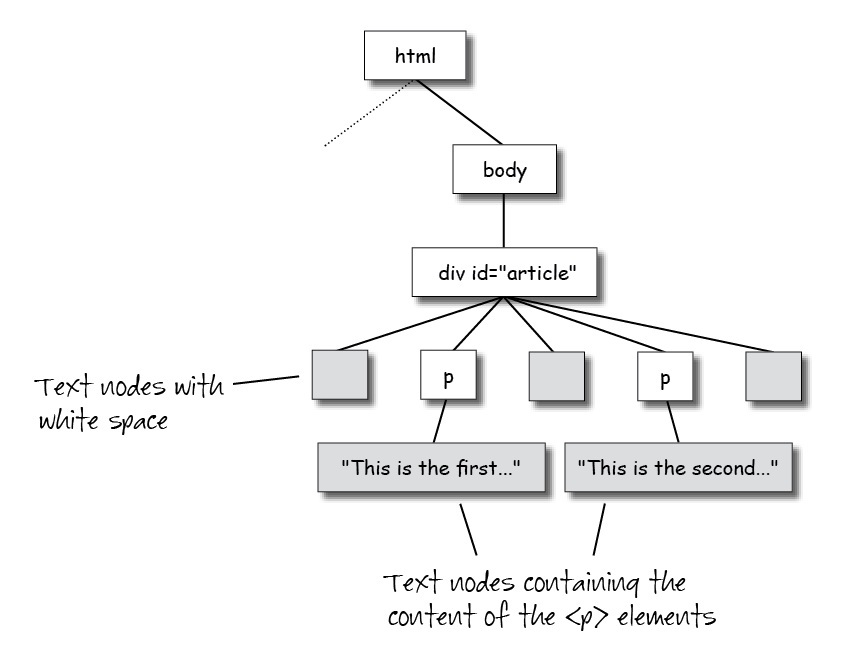 html
body
div id="article"
p
p
Text nodes with
white space
"This is the first..."
"This is the second..."
Text nodes containing the
content of the <p> elements